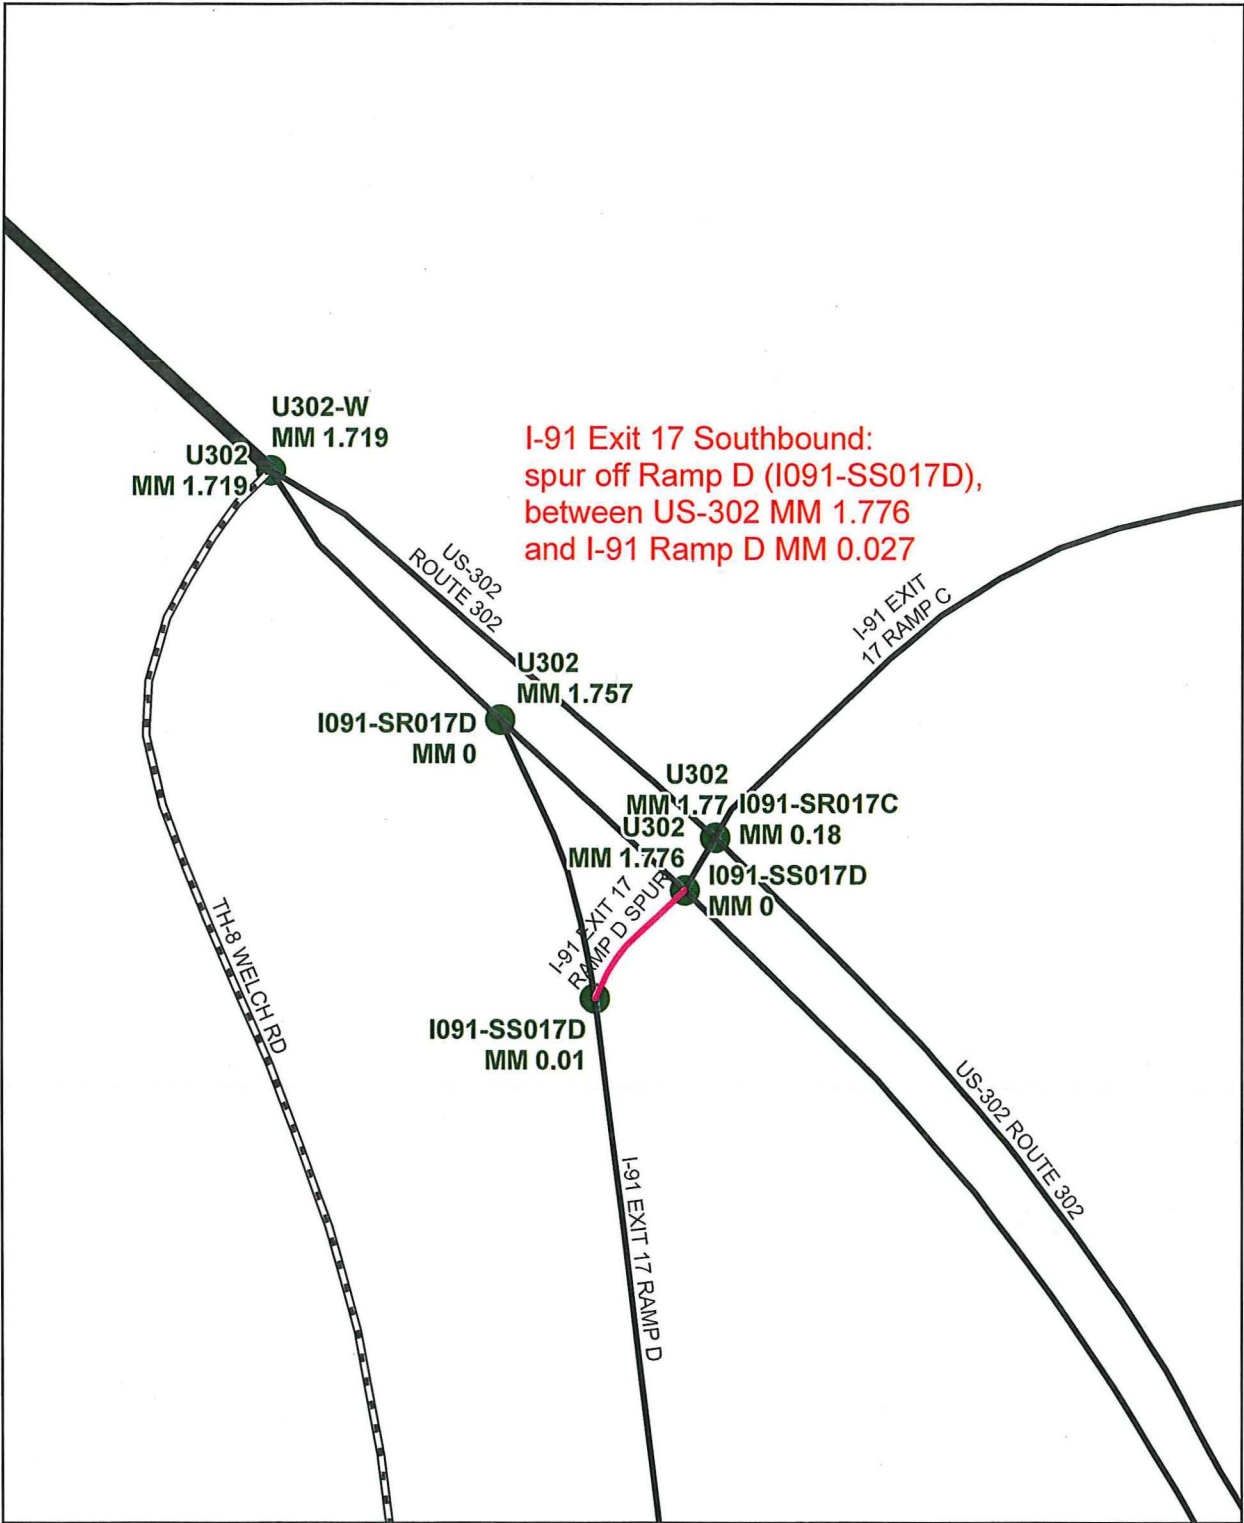 U302-W
MM 1.719
U302
MM 1.719
I-91 Exit 17 Southbound:
spur off Ramp D (I091-SS017D),
between US-302 MM 1.776
and I-91 Ramp D MM 0.027
US-302
ROUTE 302
I-91 EXIT
17 RAMP C
U302
MM 1.757
I091-SR017D
MM 0
U302
MM 1.77
I091-SR017C
MM 0.18
U302
MM 1.776
I091-SS017D
MM 0
I-91 EXIT 17
RAMP D SPUR
TH-8 WELCH RD
I091-SS017D
MM 0.01
US-302 ROUTE 302
I-91 EXIT 17 RAMP D